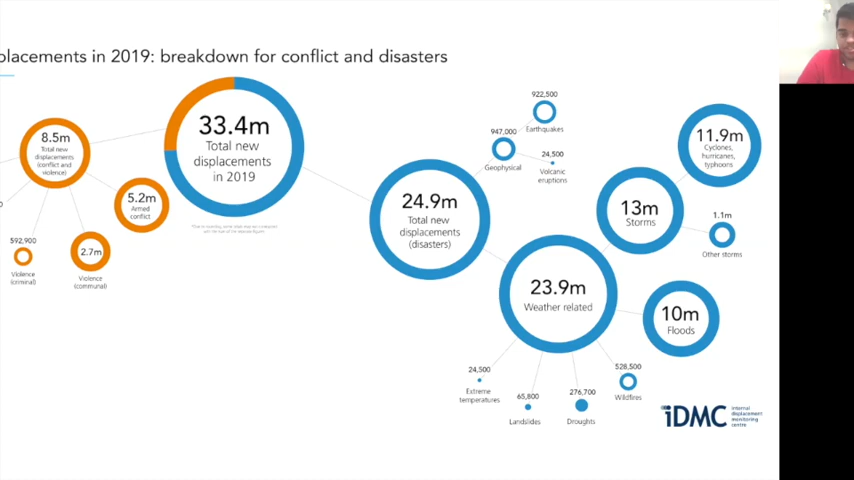 placements in 2019: breakdown for conflict and disasters
8.5m
Total new
displacements
(conflict and
violence)
33.4m
Total new
displacements
in 2019
5.2m
Armed
conflict
592,900
Violence
(criminal)
2.7m
Violence
(communal)
24.9m
Total new
displacements
(disasters)
922,500
Earthquakes
947,000
Geophysical
24,500
Volcanic
eruptions
11.9m
Cyclones,
hurricanes,
typhoons
13m
Storms
1.1m
Other storms
23.9m
Weather related
10m
Floods
24,500
Extreme
temperatures
65,800
Landslides
276,700
Droughts
528,500
Wildfires
iDMC
internal
displacement
monitoring
centre